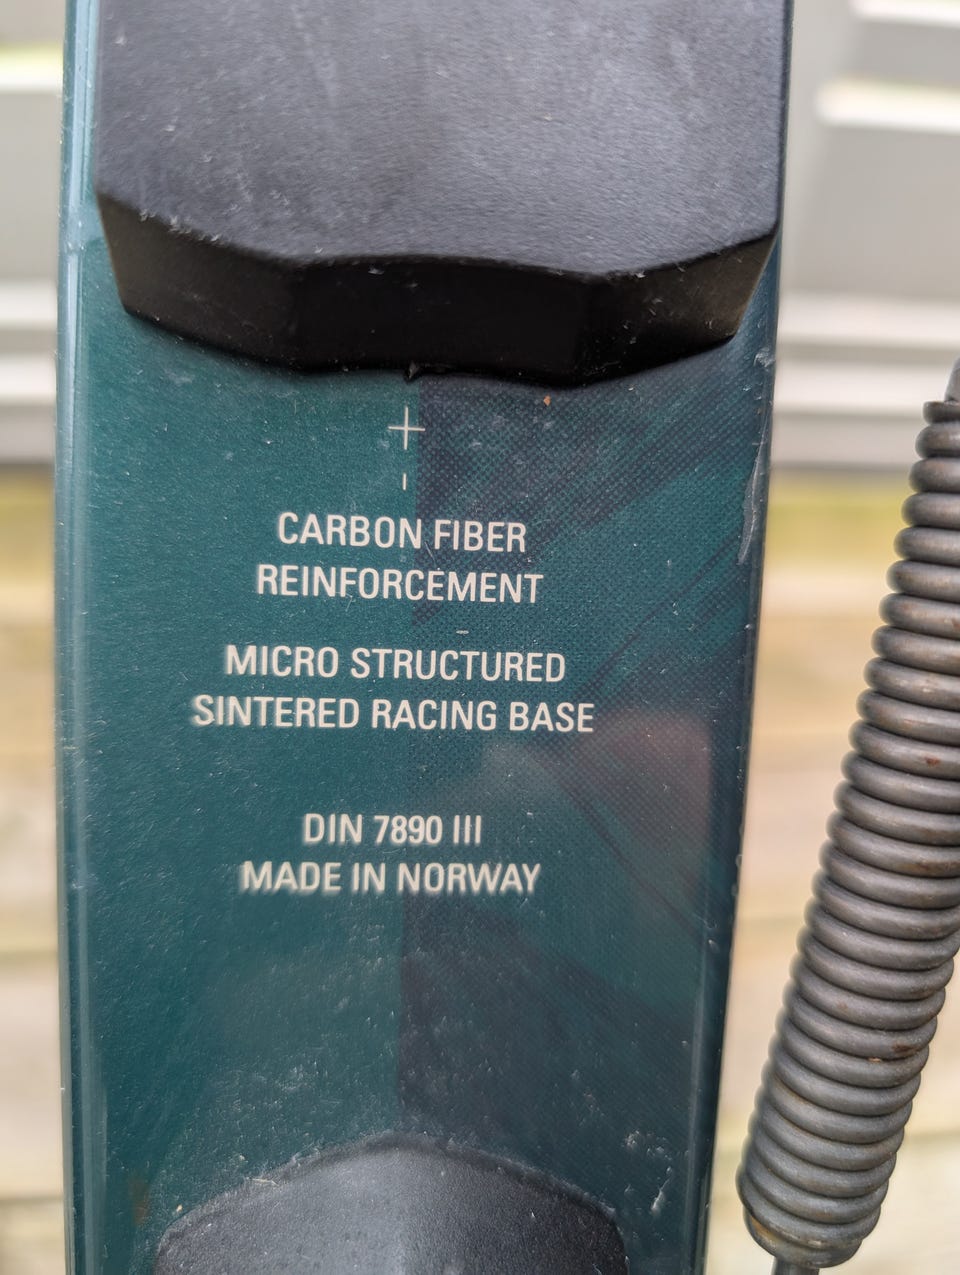 CARBON FIBER
REINFORCEMENT
MICRO STRUCTURED
SINTERED RACING BASE
DIN 7890 III
MADE IN NORWAY